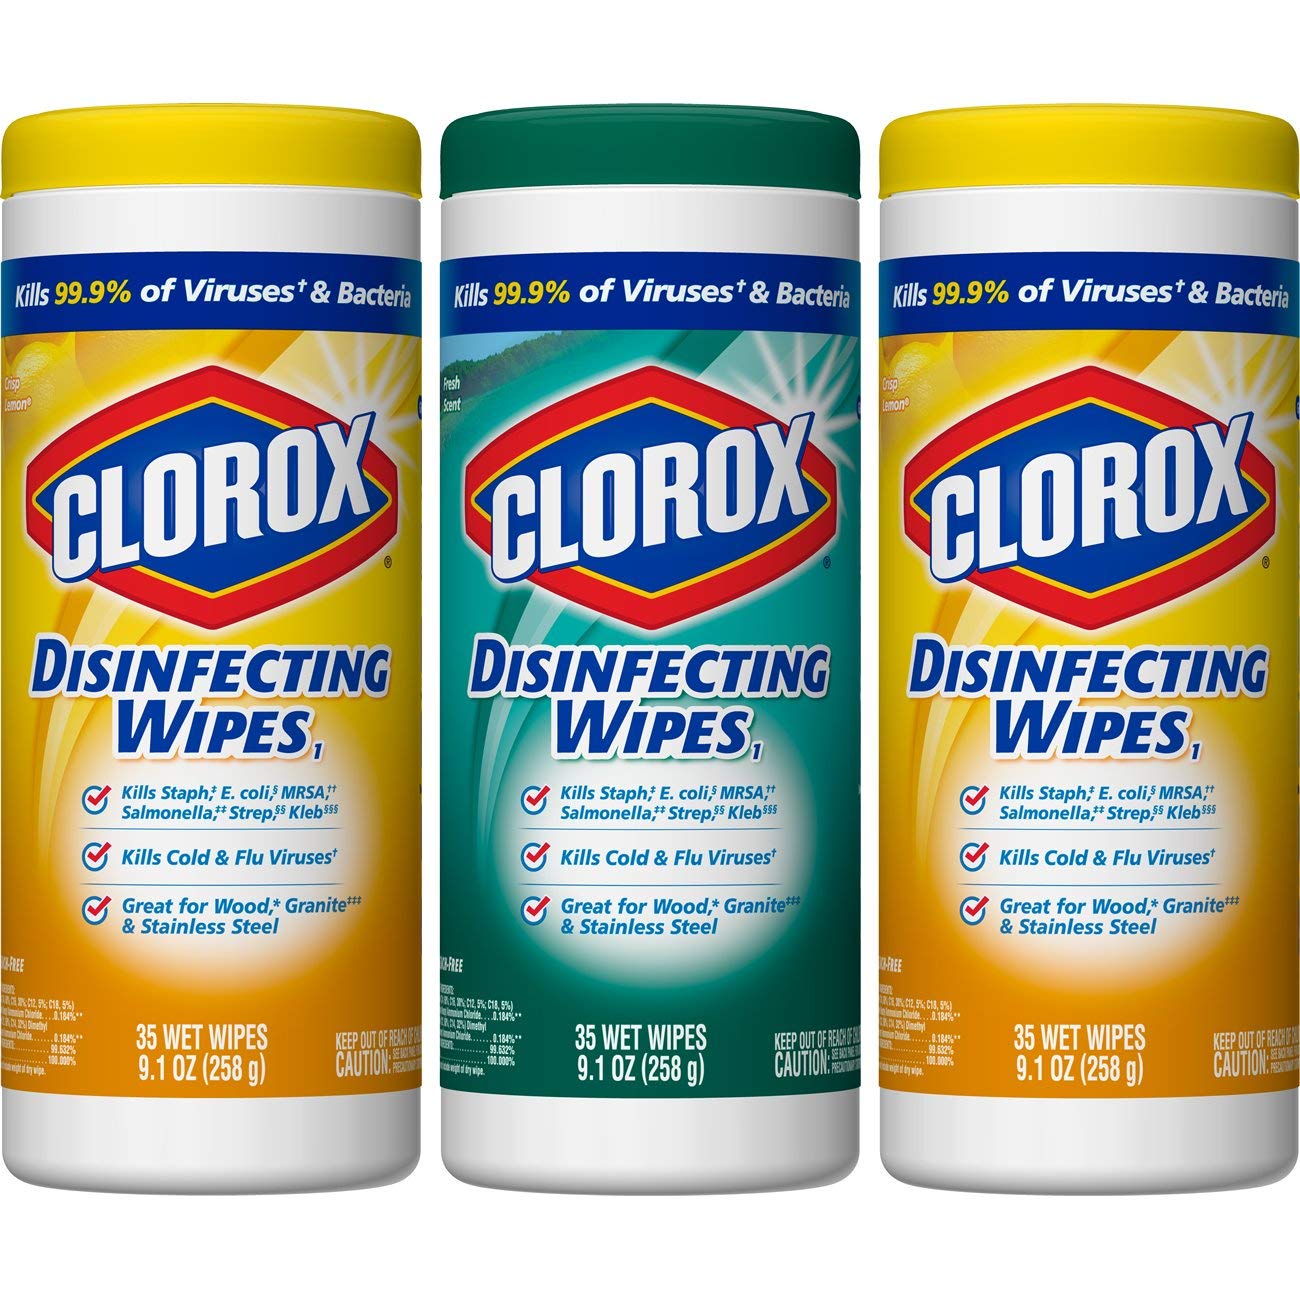 Kills 99.9% of Viruses† & Bacteria
Crisp
Lemon®
CLOROX®
DISINFECTING
WIPES1
Kills Staph,‡ E. coli,§ MRSA,††
Salmonella,‡‡ Strep,§§ Kleb§§§
Kills Cold & Flu Viruses†
Great for Wood,* Granite‡‡‡
& Stainless Steel
35 WET WIPES
9.1 OZ (258 g)
KEEP OUT OF REACH OF
CAUTION:
Kills 99.9% of Viruses† & Bacteria
Fresh
Scent
CLOROX®
DISINFECTING
WIPES1
Kills Staph,‡ E. coli,§ MRSA,††
Salmonella,‡‡ Strep,§§ Kleb§§§
Kills Cold & Flu Viruses†
Great for Wood,* Granite‡‡‡
& Stainless Steel
35 WET WIPES
9.1 OZ (258 g)
KEEP OUT OF REACH OF
CAUTION:
Kills 99.9% of Viruses† & Bacteria
Crisp
Lemon®
CLOROX®
DISINFECTING
WIPES1
Kills Staph,‡ E. coli,§ MRSA,††
Salmonella,‡‡ Strep,§§ Kleb§§§
Kills Cold & Flu Viruses†
Great for Wood,* Granite‡‡‡
& Stainless Steel
35 WET WIPES
9.1 OZ (258 g)
KEEP OUT OF REACH OF
CAUTION: